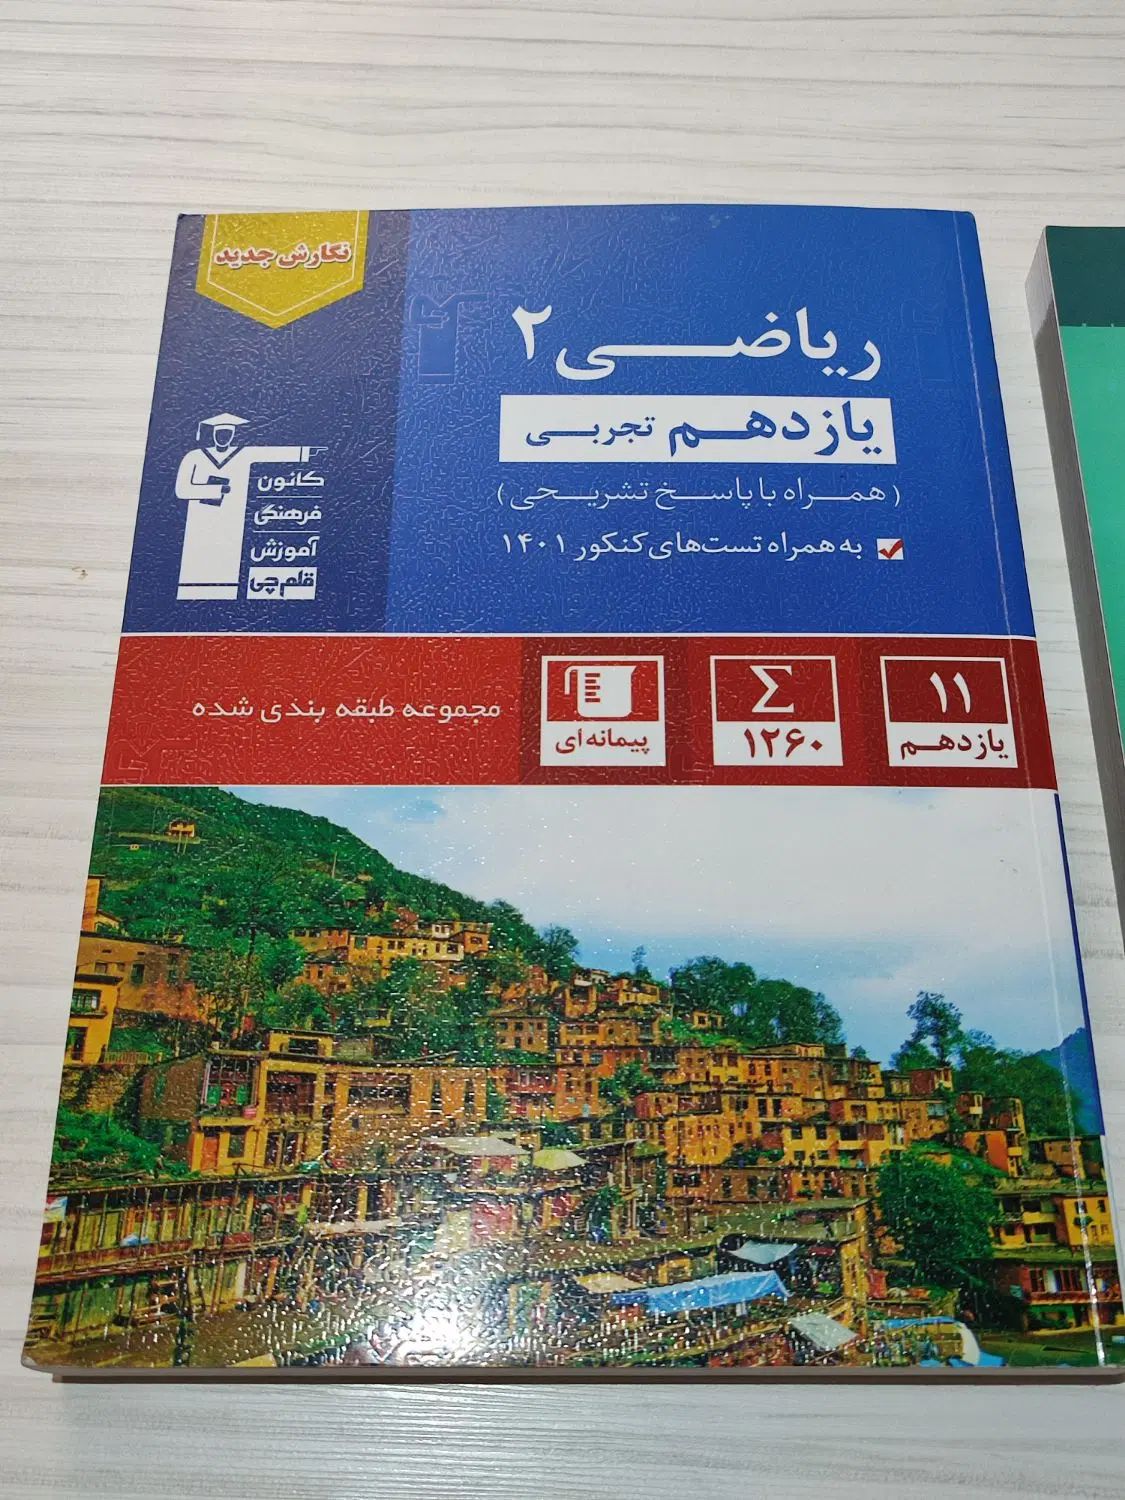 نگارش جدید
ریاضی ۲
یازدهم تجربی
(همراه با پاسخ تشریحی)
به همراه تست‌های کنکور ۱۴۰۱
کانون
فرهنگی
آموزش
قلم‌چی
۱۱
یازدهم
Σ
۱۲۶۰
پیمانه‌ای
مجموعه طبقه بندی شده